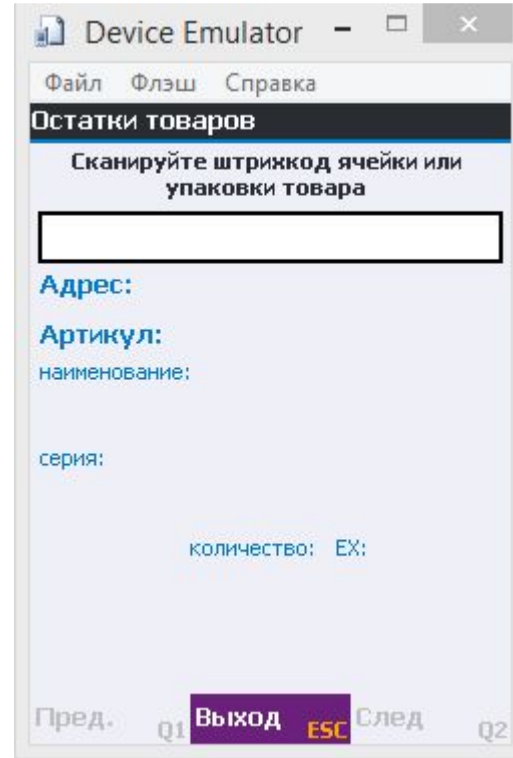 Device Emulator
Файл Флэш Справка
Остатки товаров
Сканируйте штрихкод ячейки или
упаковки товара
Адрес:
Артикул:
наименование:
серия:
количество: EX:
Пред. Q1 Выход ESC След Q2